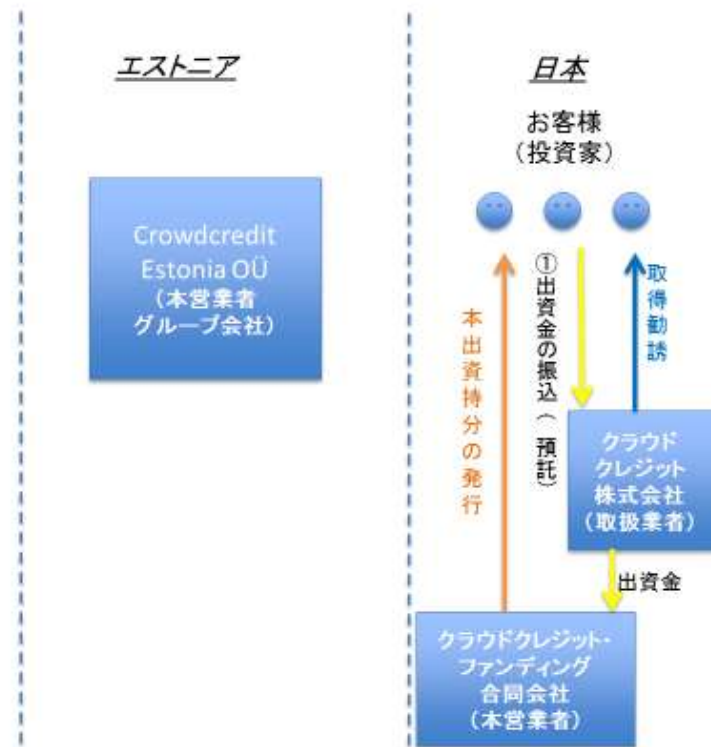 エストニア
日本
お客様
（投資家）
Crowdcredit
Estonia OÜ
（本営業者
グループ会社）
本出資持分の発行
①出資金の振込（預託）
取得勧誘
クラウド
クレジット
株式会社
（取扱業者）
出資金
クラウドクレジット・
ファンディング
合同会社
（本営業者）